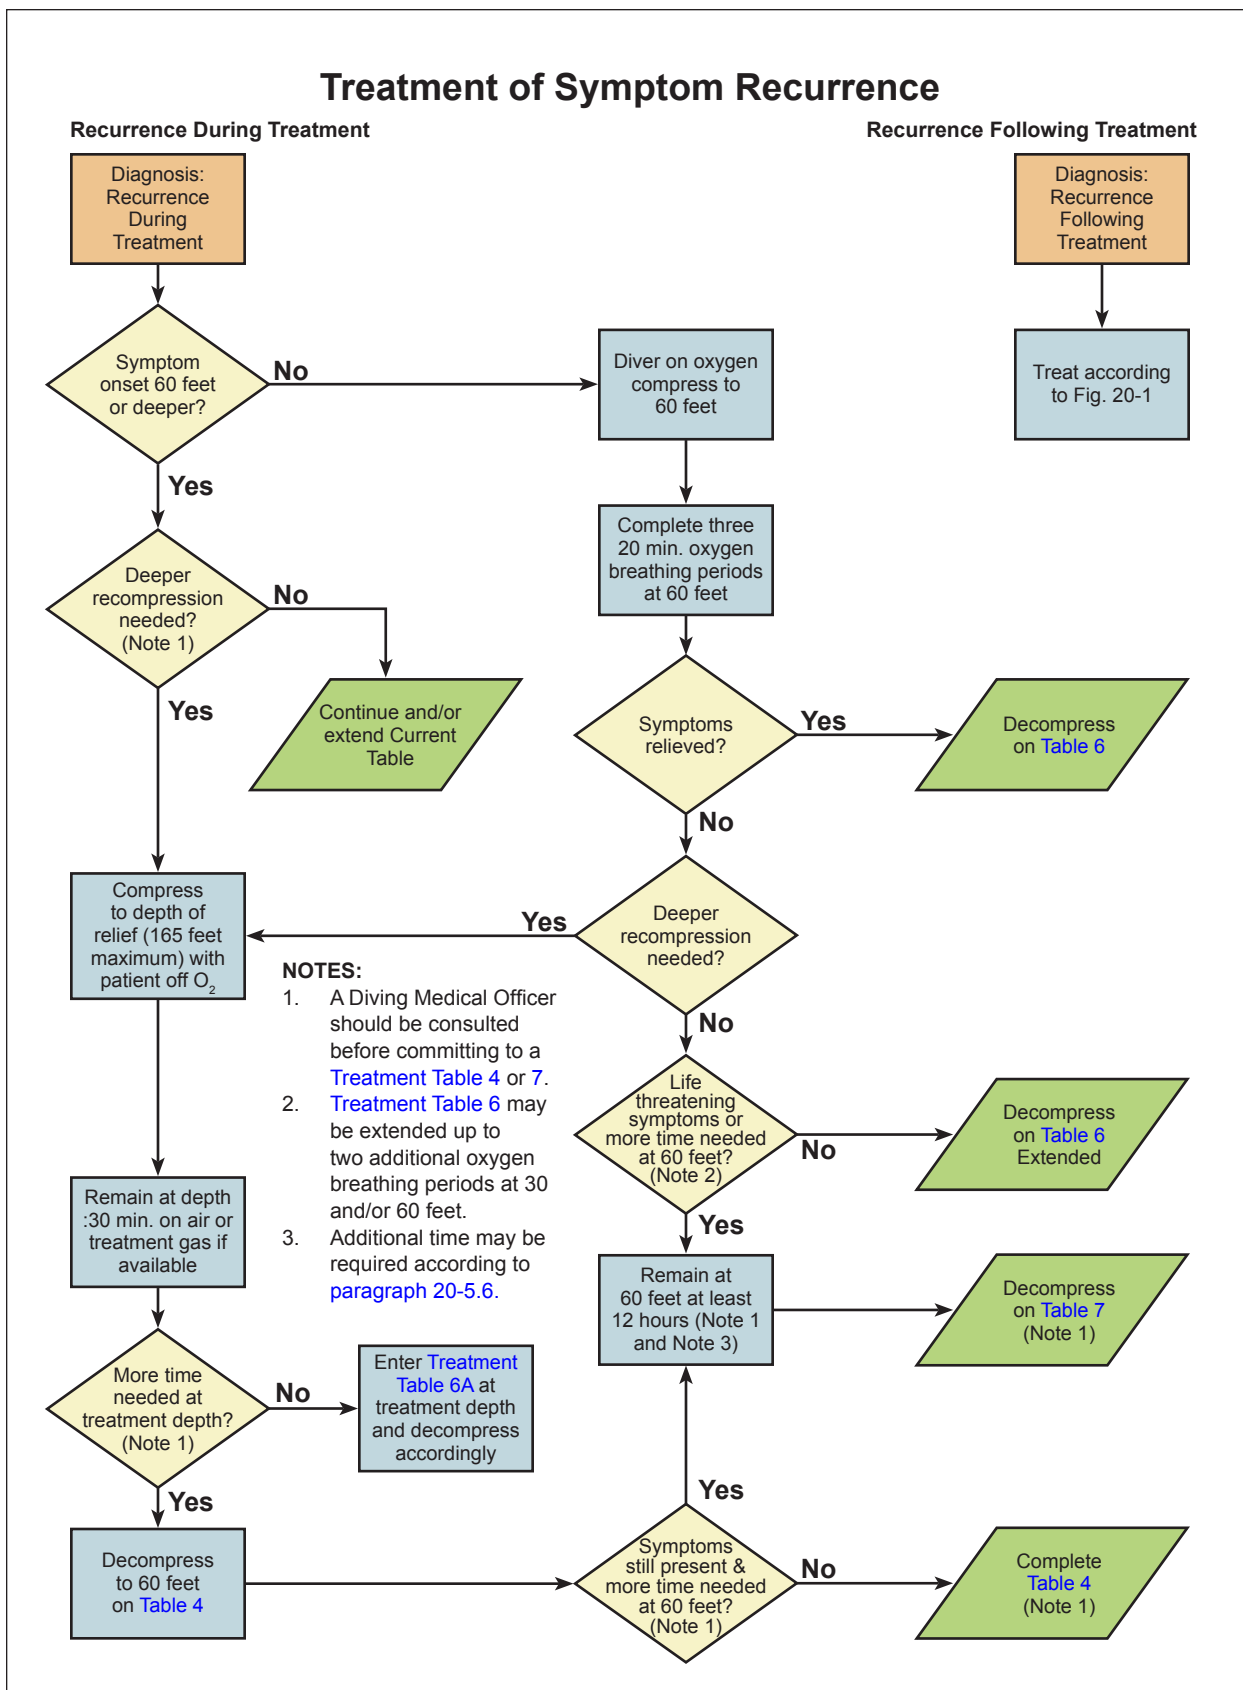 Treatment of Symptom Recurrence
Recurrence During Treatment
Recurrence Following Treatment
Diagnosis:
Recurrence
During
Treatment
Diagnosis:
Recurrence
Following
Treatment
Symptom
onset 60 feet
or deeper?
No
Diver on oxygen
compress to
60 feet
Treat according
to Fig. 20-1
Yes
Complete three
20 min. oxygen
breathing periods
at 60 feet
Deeper
recompression
needed?
(Note 1)
No
Yes
Continue and/or
extend Current
Table
Symptoms
relieved?
Yes
Decompress
on Table 6
No
Compress
to depth of
relief (165 feet
maximum) with
patient off O₂
Yes
Deeper
recompression
needed?
No
NOTES:
1. A Diving Medical Officer
should be consulted
before committing to a
Treatment Table 4 or 7.
2. Treatment Table 6 may
be extended up to
two additional oxygen
breathing periods at 30
and/or 60 feet.
3. Additional time may be
required according to
paragraph 20-5.6.
Life
threatening
symptoms or
more time needed
at 60 feet?
(Note 2)
No
Decompress
on Table 6
Extended
Yes
Remain at depth
:30 min. on air or
treatment gas if
available
Remain at
60 feet at least
12 hours (Note 1
and Note 3)
Decompress
on Table 7
(Note 1)
More time
needed at
treatment depth?
(Note 1)
No
Enter Treatment
Table 6A at
treatment depth
and decompress
accordingly
Yes
Decompress
to 60 feet
on Table 4
Yes
Symptoms
still present &
more time needed
at 60 feet?
(Note 1)
No
Complete
Table 4
(Note 1)